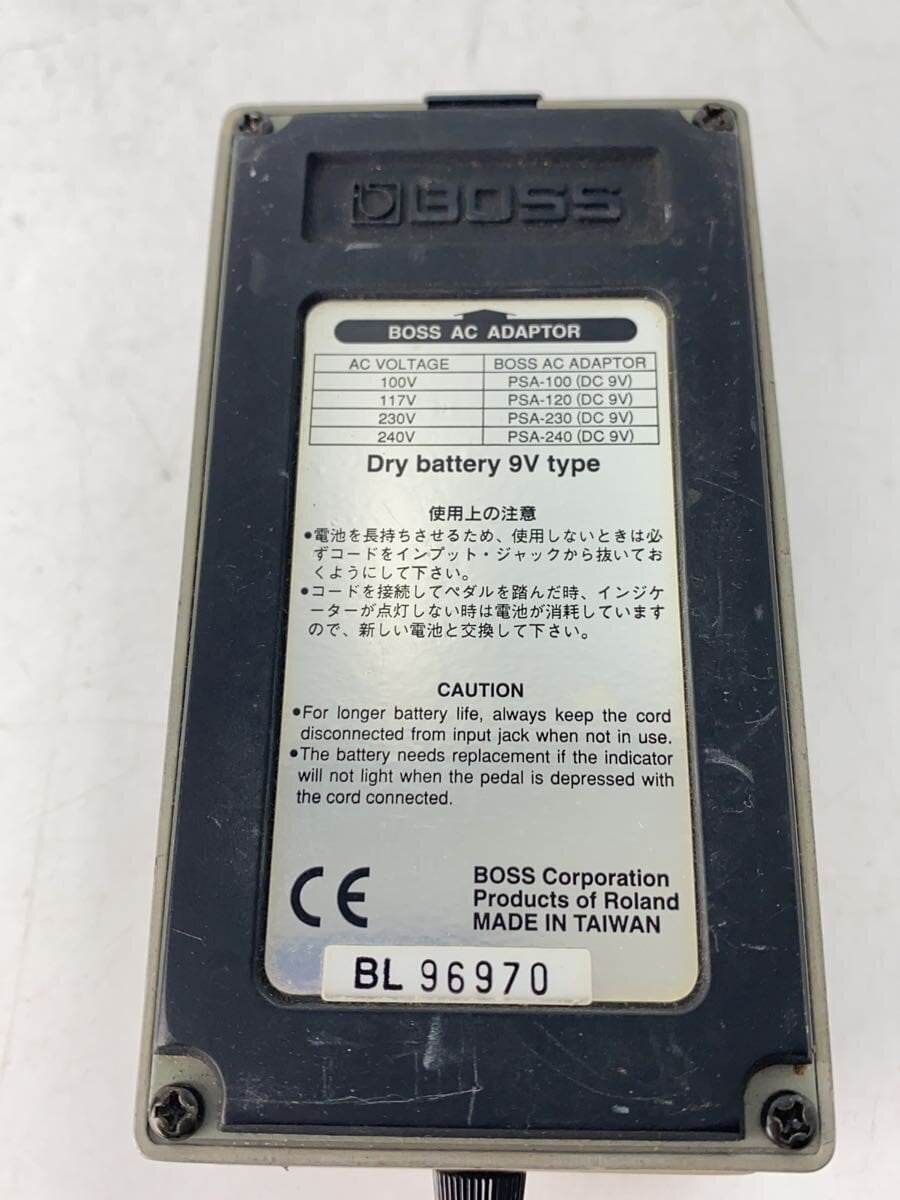 BOSS
BOSS AC ADAPTOR
AC VOLTAGE BOSS AC ADAPTOR
100V PSA-100 (DC 9V)
117V PSA-120 (DC 9V)
230V PSA-230 (DC 9V)
240V PSA-240 (DC 9V)
Dry battery 9V type
使用上の注意
●電池を長持ちさせるため、使用しないときは必
ずコードをインプット・ジャックから抜いてお
くようにして下さい。
●コードを接続してペダルを踏んだ時、インジケ
ーターが点灯しない時は電池が消耗しています
ので、新しい電池と交換して下さい。
CAUTION
●For longer battery life, always keep the cord
disconnected from input jack when not in use.
●The battery needs replacement if the indicator
will not light when the pedal is depressed with
the cord connected.
CE
BOSS Corporation
Products of Roland
MADE IN TAIWAN
BL 96970